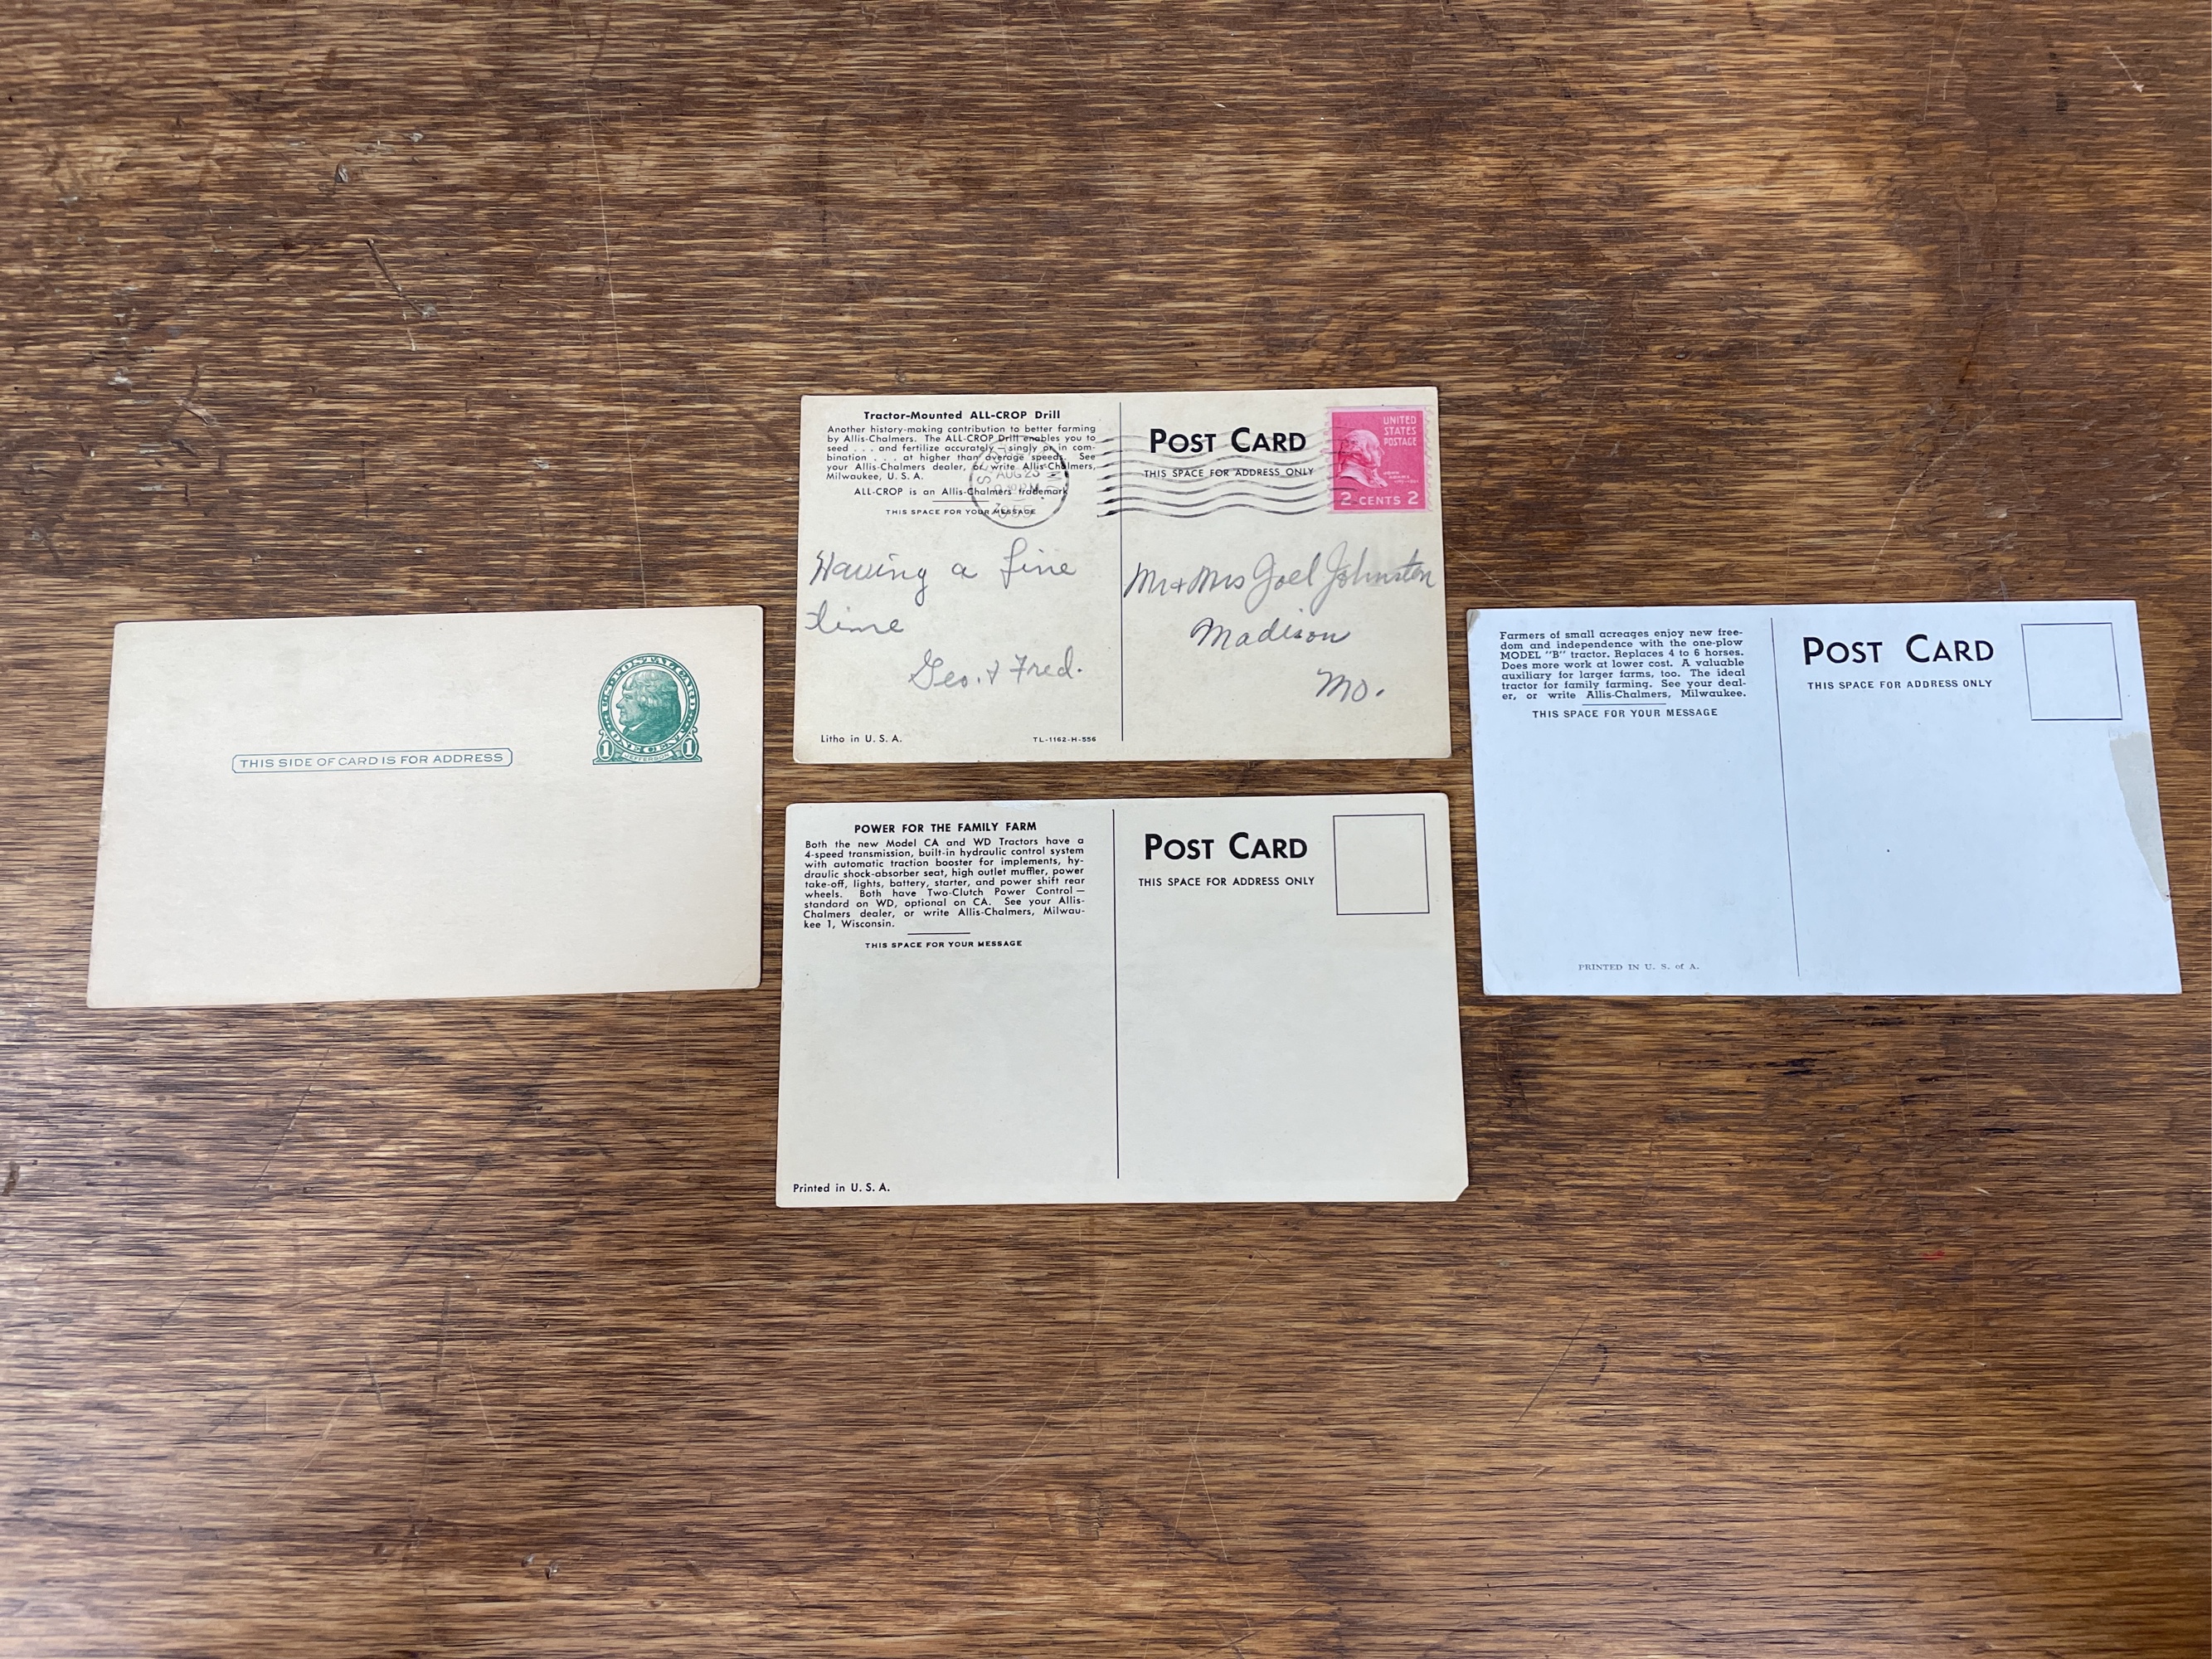 U.S. POSTAL CARD
1 ONE CENT 1
JEFFERSON
THIS SIDE OF CARD IS FOR ADDRESS
Tractor-Mounted ALL-CROP Drill
Another history-making contribution to better farming
by Allis-Chalmers. The ALL-CROP Drill enables you to
seed . . . and fertilize accurately — singly or in com-
bination . . . at higher than average speeds. See
your Allis-Chalmers dealer, or write Allis-Chalmers,
Milwaukee, U. S. A.
ALL-CROP is an Allis-Chalmers trademark
THIS SPACE FOR YOUR MESSAGE
AUG 23
Having a fine
time
Geo. & Fred.
Litho in U. S. A.
TL-1162-H-556
POST CARD
THIS SPACE FOR ADDRESS ONLY
UNITED
STATES
POSTAGE
2 CENTS 2
Mr & Mrs Joel Johnston
Madison
Mo.
POWER FOR THE FAMILY FARM
Both the new Model CA and WD Tractors have a
4-speed transmission, built-in hydraulic control system
with automatic traction booster for implements, hy-
draulic shock-absorber seat, high outlet muffler, power
take-off, lights, battery, starter, and power shift rear
wheels. Both have Two-Clutch Power Control —
standard on WD, optional on CA. See your Allis-
Chalmers dealer, or write Allis-Chalmers, Milwau-
kee 1, Wisconsin.
THIS SPACE FOR YOUR MESSAGE
Printed in U. S. A.
POST CARD
THIS SPACE FOR ADDRESS ONLY
Farmers of small acreages enjoy new free-
dom and independence with the one-plow
MODEL "B" tractor. Replaces 4 to 6 horses.
Does more work at lower cost. A valuable
auxiliary for larger farms, too. The ideal
tractor for family farming. See your deal-
er, or write Allis-Chalmers, Milwaukee.
THIS SPACE FOR YOUR MESSAGE
PRINTED IN U. S. of A.
POST CARD
THIS SPACE FOR ADDRESS ONLY